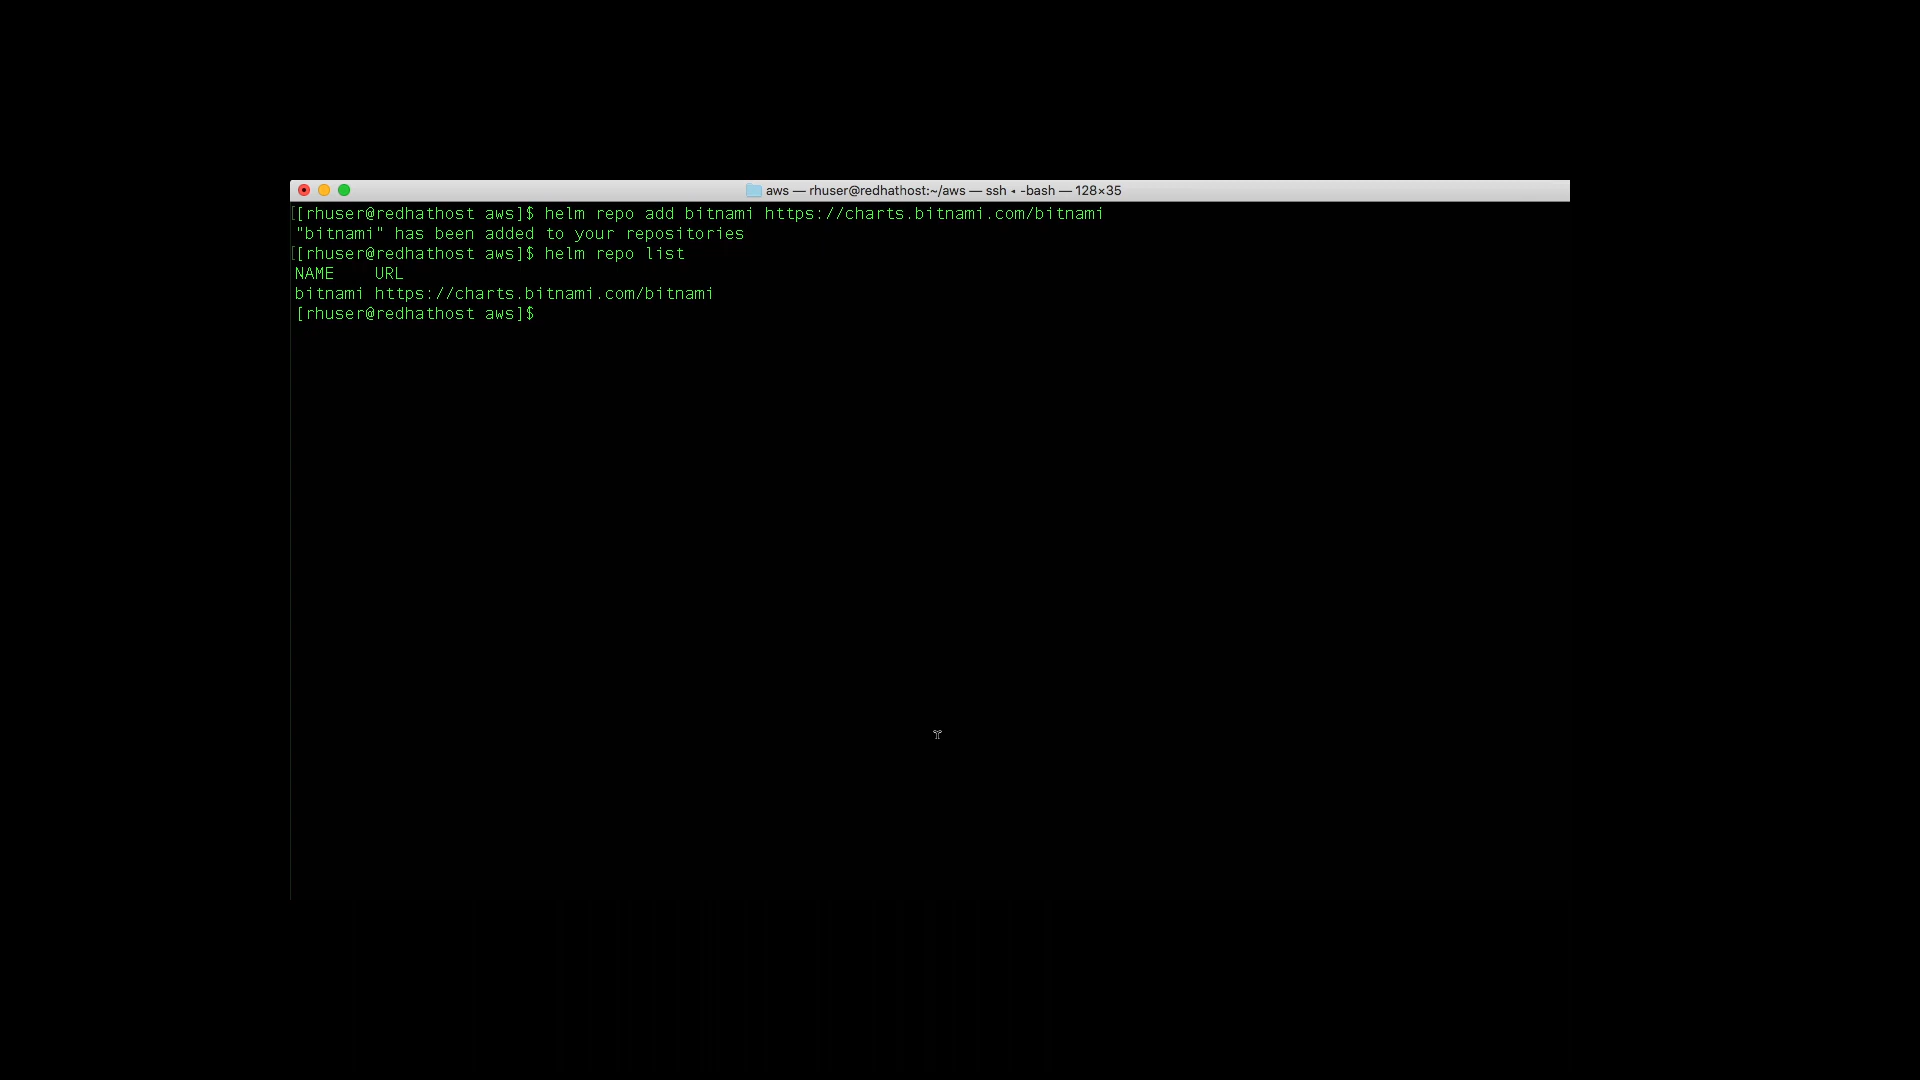 aws — rhuser@redhathost:~/aws — ssh ◂ -bash — 128×35
[[rhuser@redhathost aws]$ helm repo add bitnami https://charts.bitnami.com/bitnami
"bitnami" has been added to your repositories
[[rhuser@redhathost aws]$ helm repo list
NAME    URL
bitnami https://charts.bitnami.com/bitnami
[rhuser@redhathost aws]$